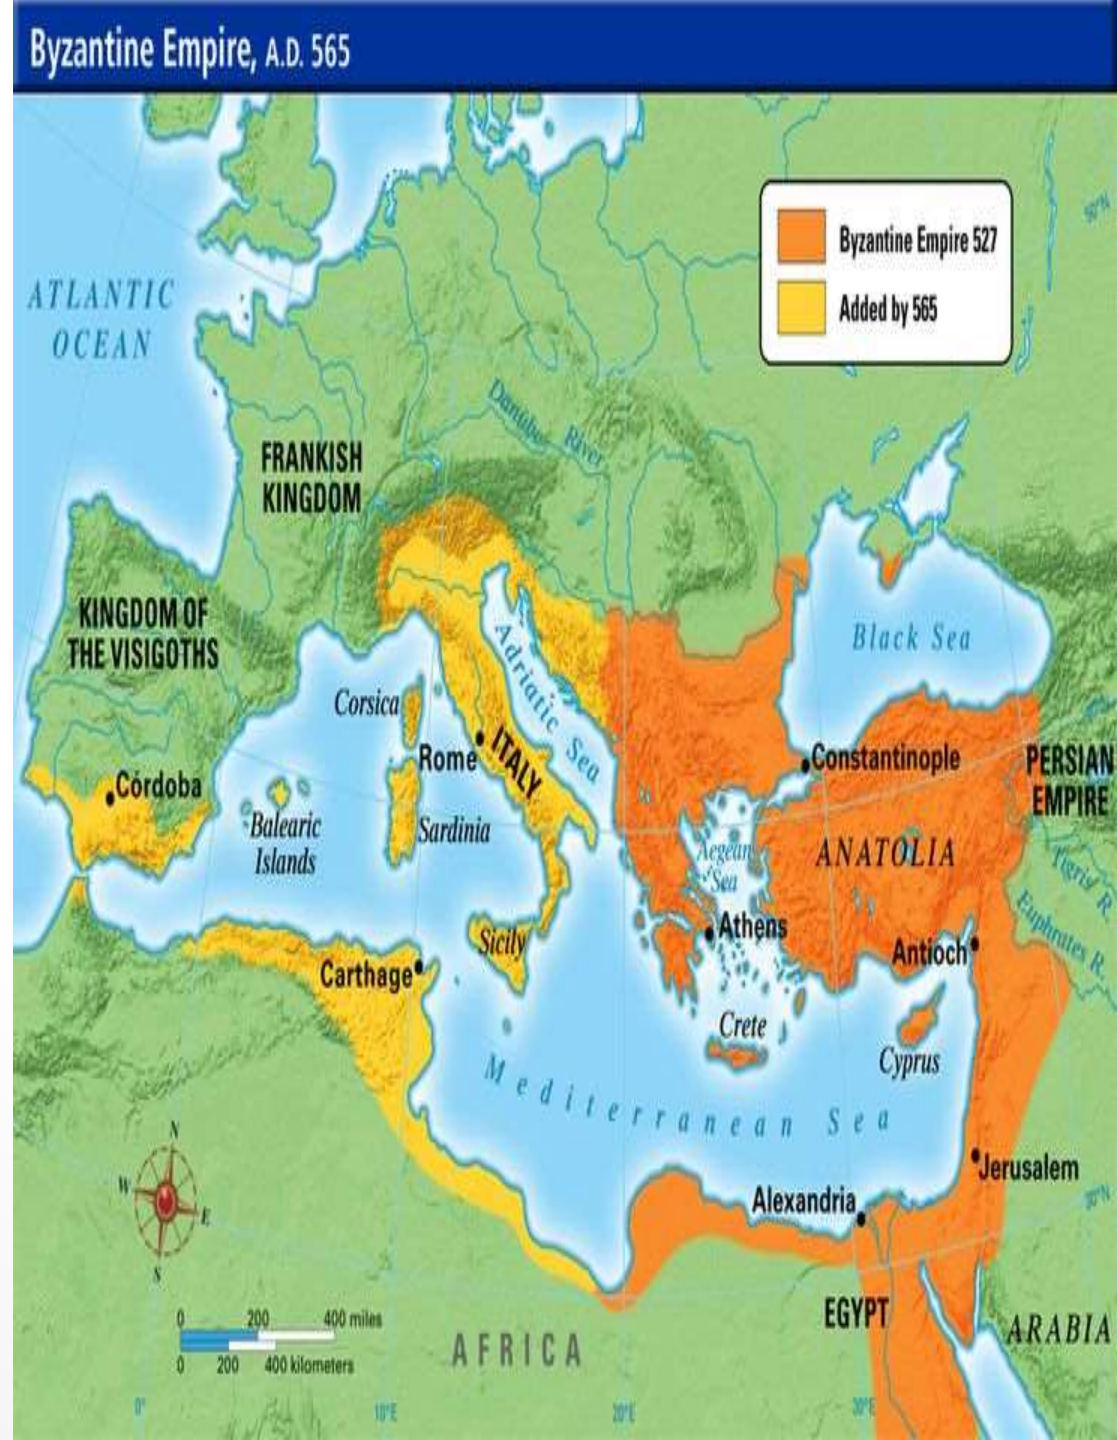 Byzantine Empire, A.D. 565
50°N
Byzantine Empire 527
Added by 565
ATLANTIC
OCEAN
Danube River
FRANKISH
KINGDOM
KINGDOM OF
THE VISIGOTHS
Black Sea
Adriatic Sea
Corsica
Rome
ITALY
Constantinople
PERSIAN
EMPIRE
Córdoba
Balearic
Islands
Sardinia
Aegean
Sea
ANATOLIA
Tigris R.
Euphrates R.
Athens
Antioch
Sicily
Carthage
Crete
Cyprus
Mediterranean Sea
Jerusalem
Alexandria
30°N
N
W
E
S
EGYPT
ARABIA
AFRICA
0 200 400 miles
0 200 400 kilometers
0° 10°E 20°E 30°E